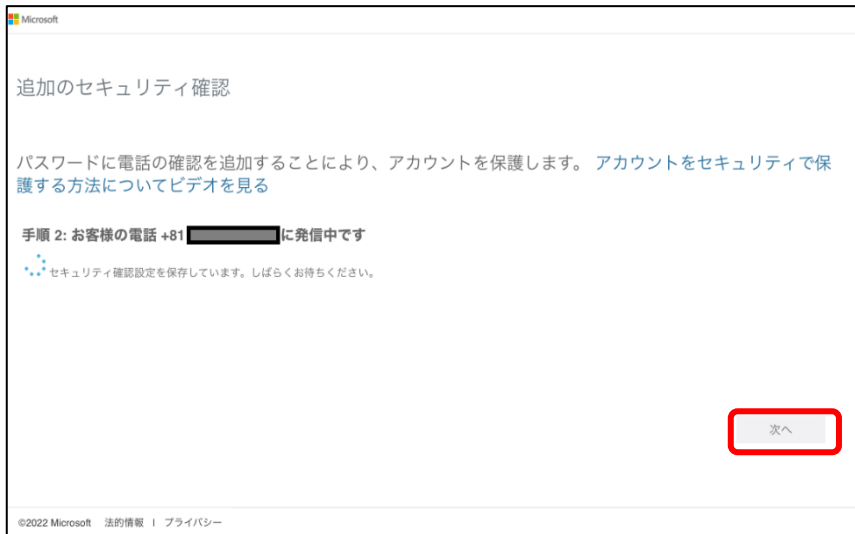 Microsoft
追加のセキュリティ確認
パスワードに電話の確認を追加することにより、アカウントを保護します。 アカウントをセキュリティで保
護する方法についてビデオを見る
手順 2: お客様の電話 +81 に発信中です
セキュリティ確認設定を保存しています。しばらくお待ちください。
次へ
©2022 Microsoft 法的情報 | プライバシー